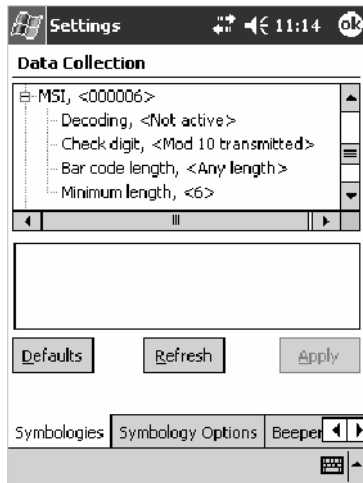 Settings 11:14 ok
Data Collection
MSI, <000006>
Decoding, <Not active>
Check digit, <Mod 10 transmitted>
Bar code length, <Any length>
Minimum length, <6>
Defaults Refresh Apply
Symbologies Symbology Options Beeper